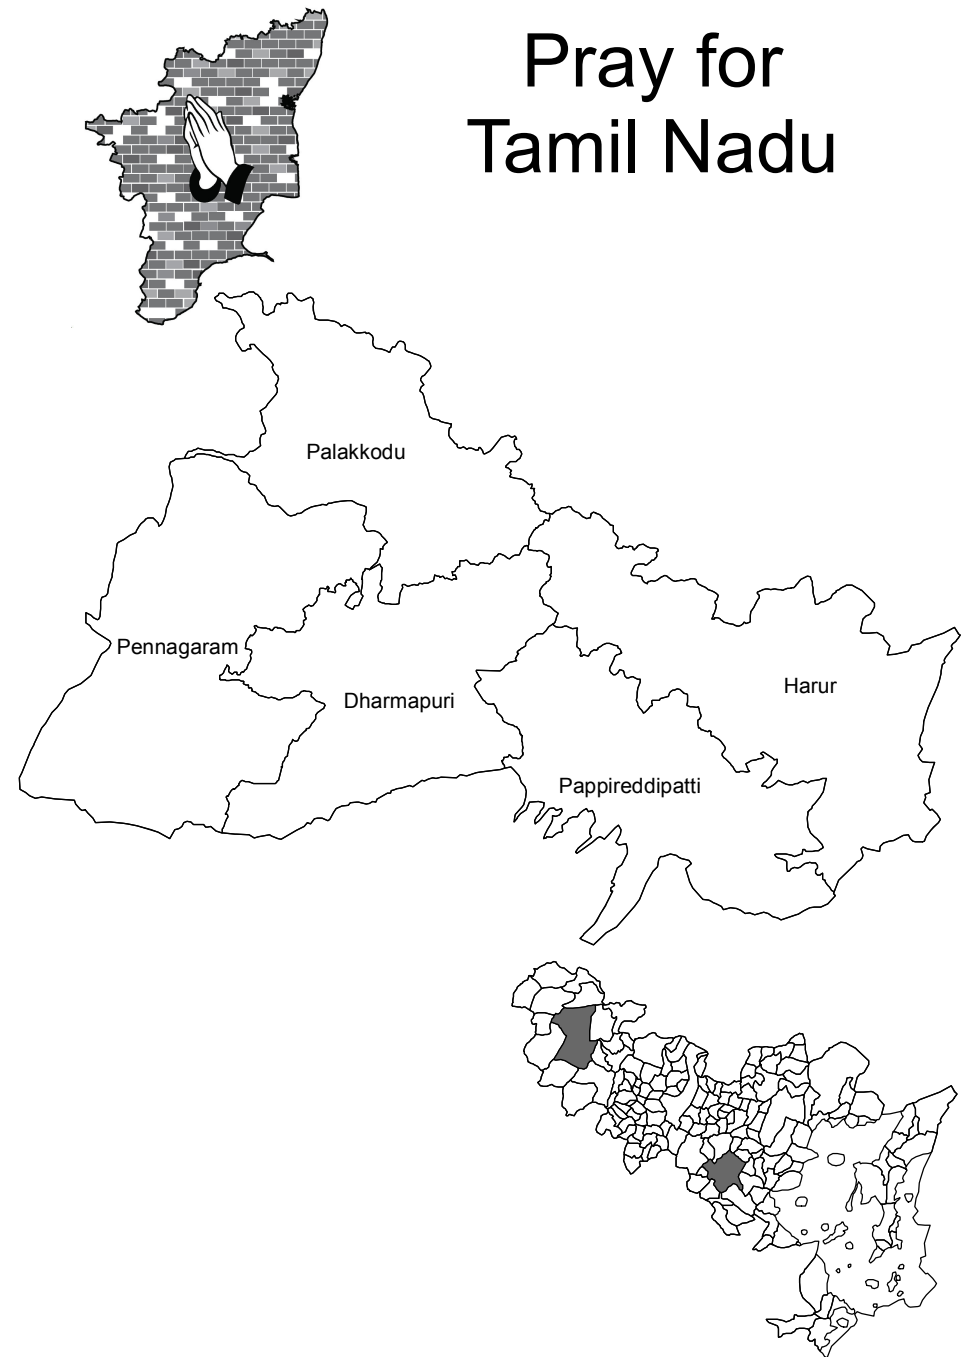 Pray for
Tamil Nadu
Palakkodu
Pennagaram
Harur
Dharmapuri
Pappireddipatti